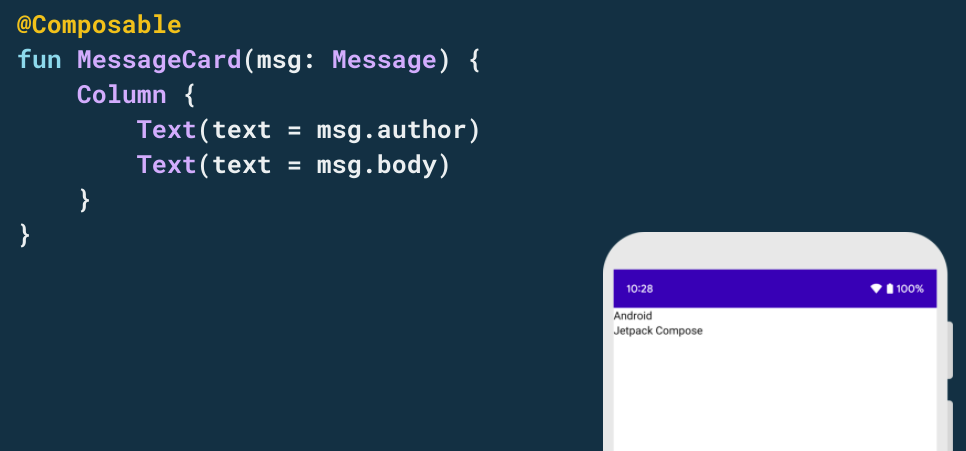 @Composable
fun MessageCard(msg: Message) {
    Column {
        Text(text = msg.author)
        Text(text = msg.body)
    }
}
10:28 100%
Android
Jetpack Compose